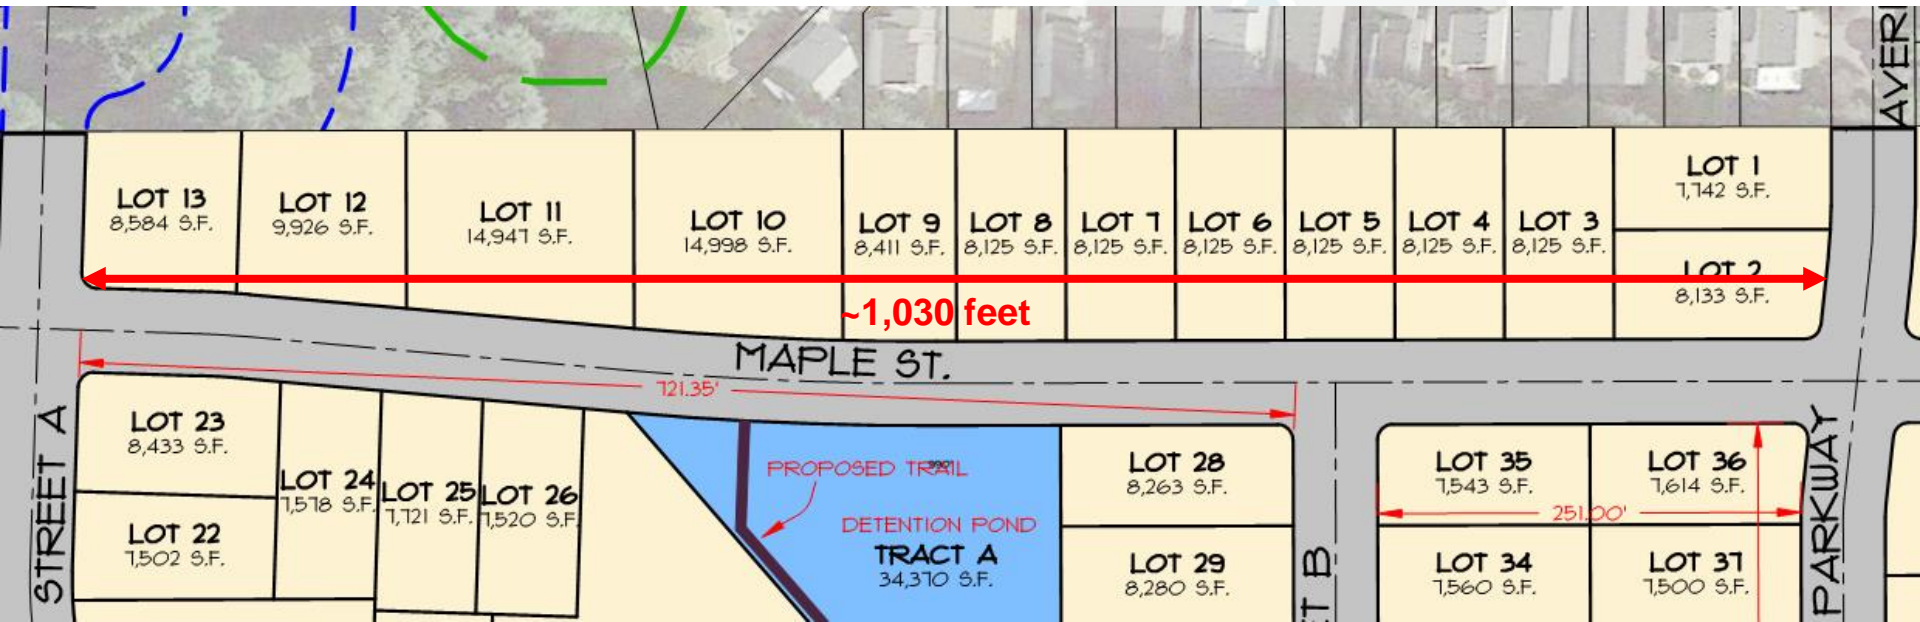 AVERI
LOT 13
8,584 S.F.
LOT 12
9,926 S.F.
LOT 11
14,947 S.F.
LOT 10
14,998 S.F.
LOT 9
8,411 S.F.
LOT 8
8,125 S.F.
LOT 7
8,125 S.F.
LOT 6
8,125 S.F.
LOT 5
8,125 S.F.
LOT 4
8,125 S.F.
LOT 3
8,125 S.F.
LOT 1
7,742 S.F.
LOT 2
8,133 S.F.
~1,030 feet
MAPLE ST.
721.35'
STREET A
LOT 23
8,433 S.F.
LOT 22
7,502 S.F.
LOT 24
7,578 S.F.
LOT 25
7,721 S.F.
LOT 26
7,520 S.F.
PROPOSED TRAIL
DETENTION POND
TRACT A
34,370 S.F.
LOT 28
8,263 S.F.
LOT 29
8,280 S.F.
ET B
LOT 35
7,543 S.F.
LOT 36
7,614 S.F.
251.00'
LOT 34
7,560 S.F.
LOT 37
7,500 S.F.
PARKWAY